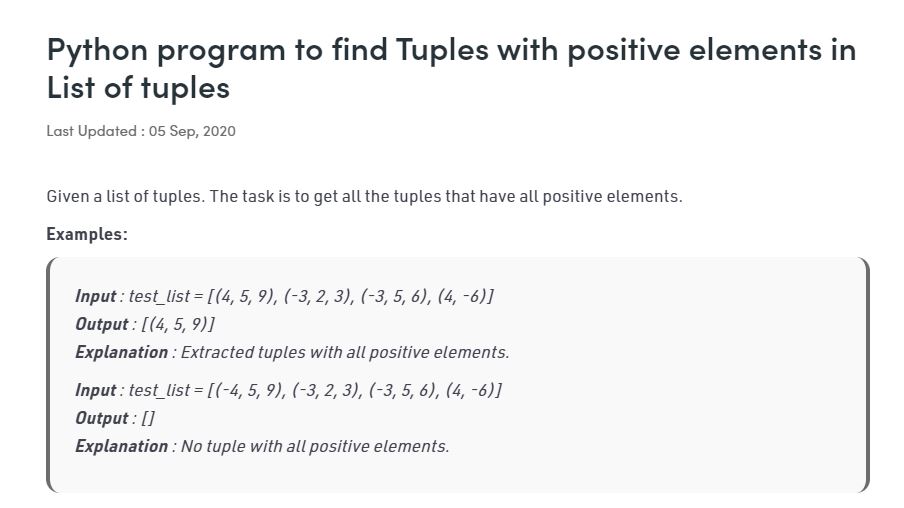 Python program to find Tuples with positive elements in
List of tuples
Last Updated : 05 Sep, 2020
Given a list of tuples. The task is to get all the tuples that have all positive elements.
Examples:
Input : test_list = [(4, 5, 9), (-3, 2, 3), (-3, 5, 6), (4, -6)]
Output : [(4, 5, 9)]
Explanation : Extracted tuples with all positive elements.
Input : test_list = [(-4, 5, 9), (-3, 2, 3), (-3, 5, 6), (4, -6)]
Output : []
Explanation : No tuple with all positive elements.